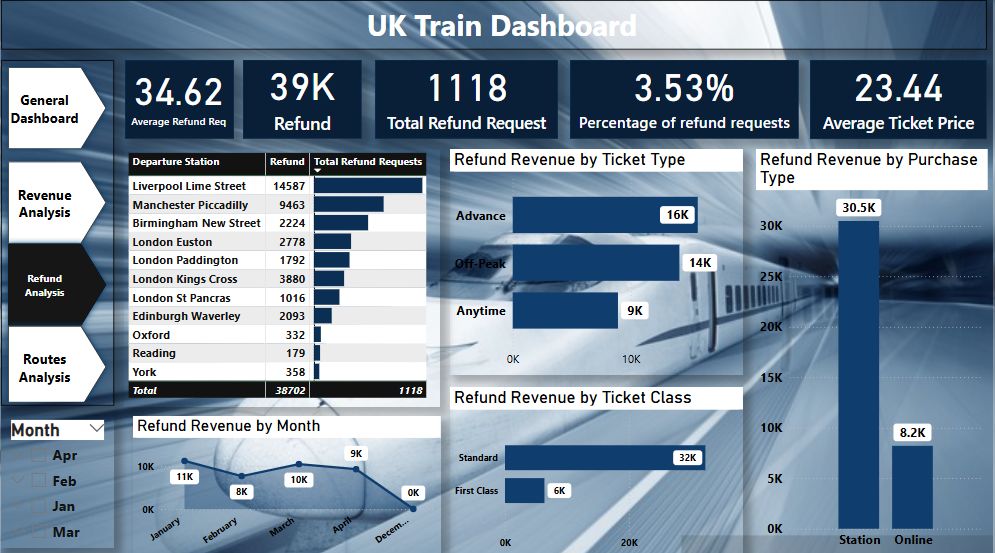 UK Train Dashboard
General
Dashboard
Revenue
Analysis
Refund
Analysis
Routes
Analysis
Month
Apr
Feb
Jan
Mar
34.62
Average Refund Req
39K
Refund
1118
Total Refund Request
3.53%
Percentage of refund requests
23.44
Average Ticket Price
Departure Station Refund Total Refund Requests
Liverpool Lime Street 14587
Manchester Piccadilly 9463
Birmingham New Street 2224
London Euston 2778
London Paddington 1792
London Kings Cross 3880
London St Pancras 1016
Edinburgh Waverley 2093
Oxford 332
Reading 179
York 358
Total 38702 1118
Refund Revenue by Month
10K
0K
11K
8K
10K
9K
0K
January
February
March
April
Decem...
Refund Revenue by Ticket Type
Advance 16K
Off-Peak 14K
Anytime 9K
0K 10K
Refund Revenue by Ticket Class
Standard 32K
First Class 6K
0K 20K
Refund Revenue by Purchase
Type
30.5K
30K
25K
20K
15K
10K
8.2K
5K
0K
Station Online